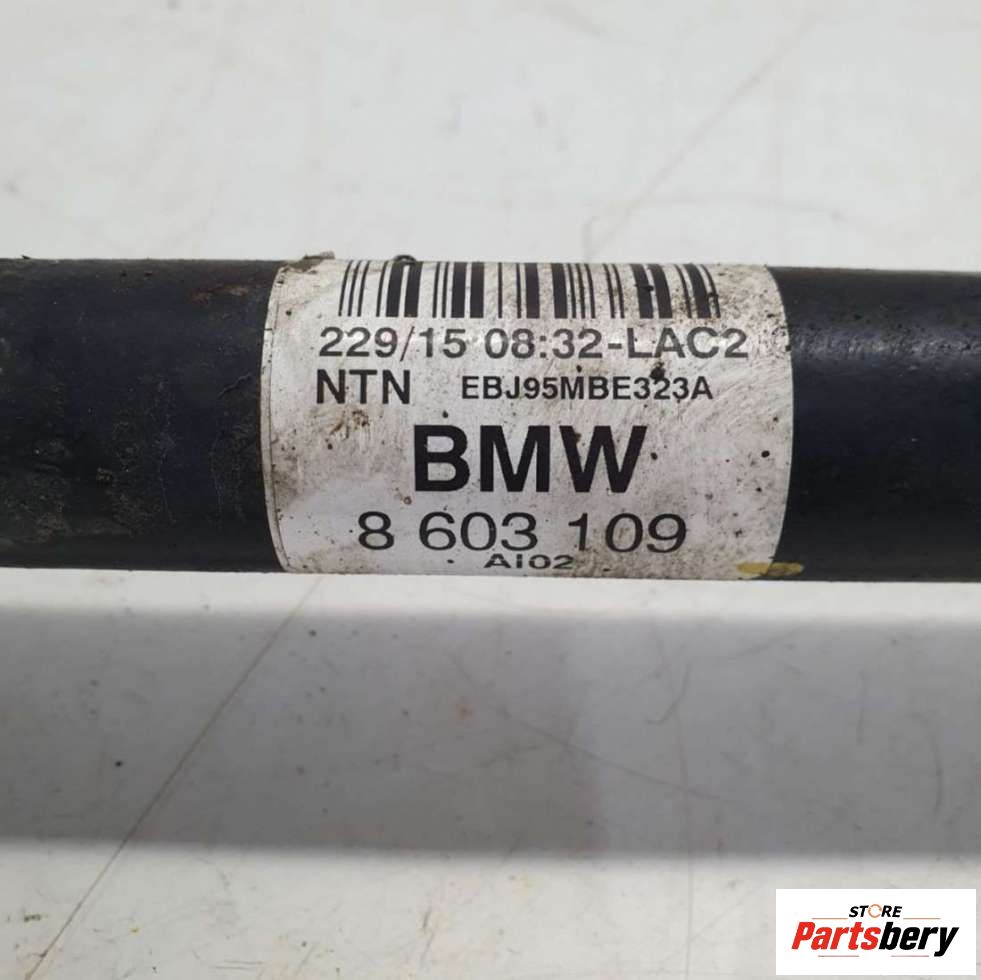 229/15 08:32-LAC2
NTN EBJ95MBE323A
BMW
8 603 109
AI02
STORE
Partsbery